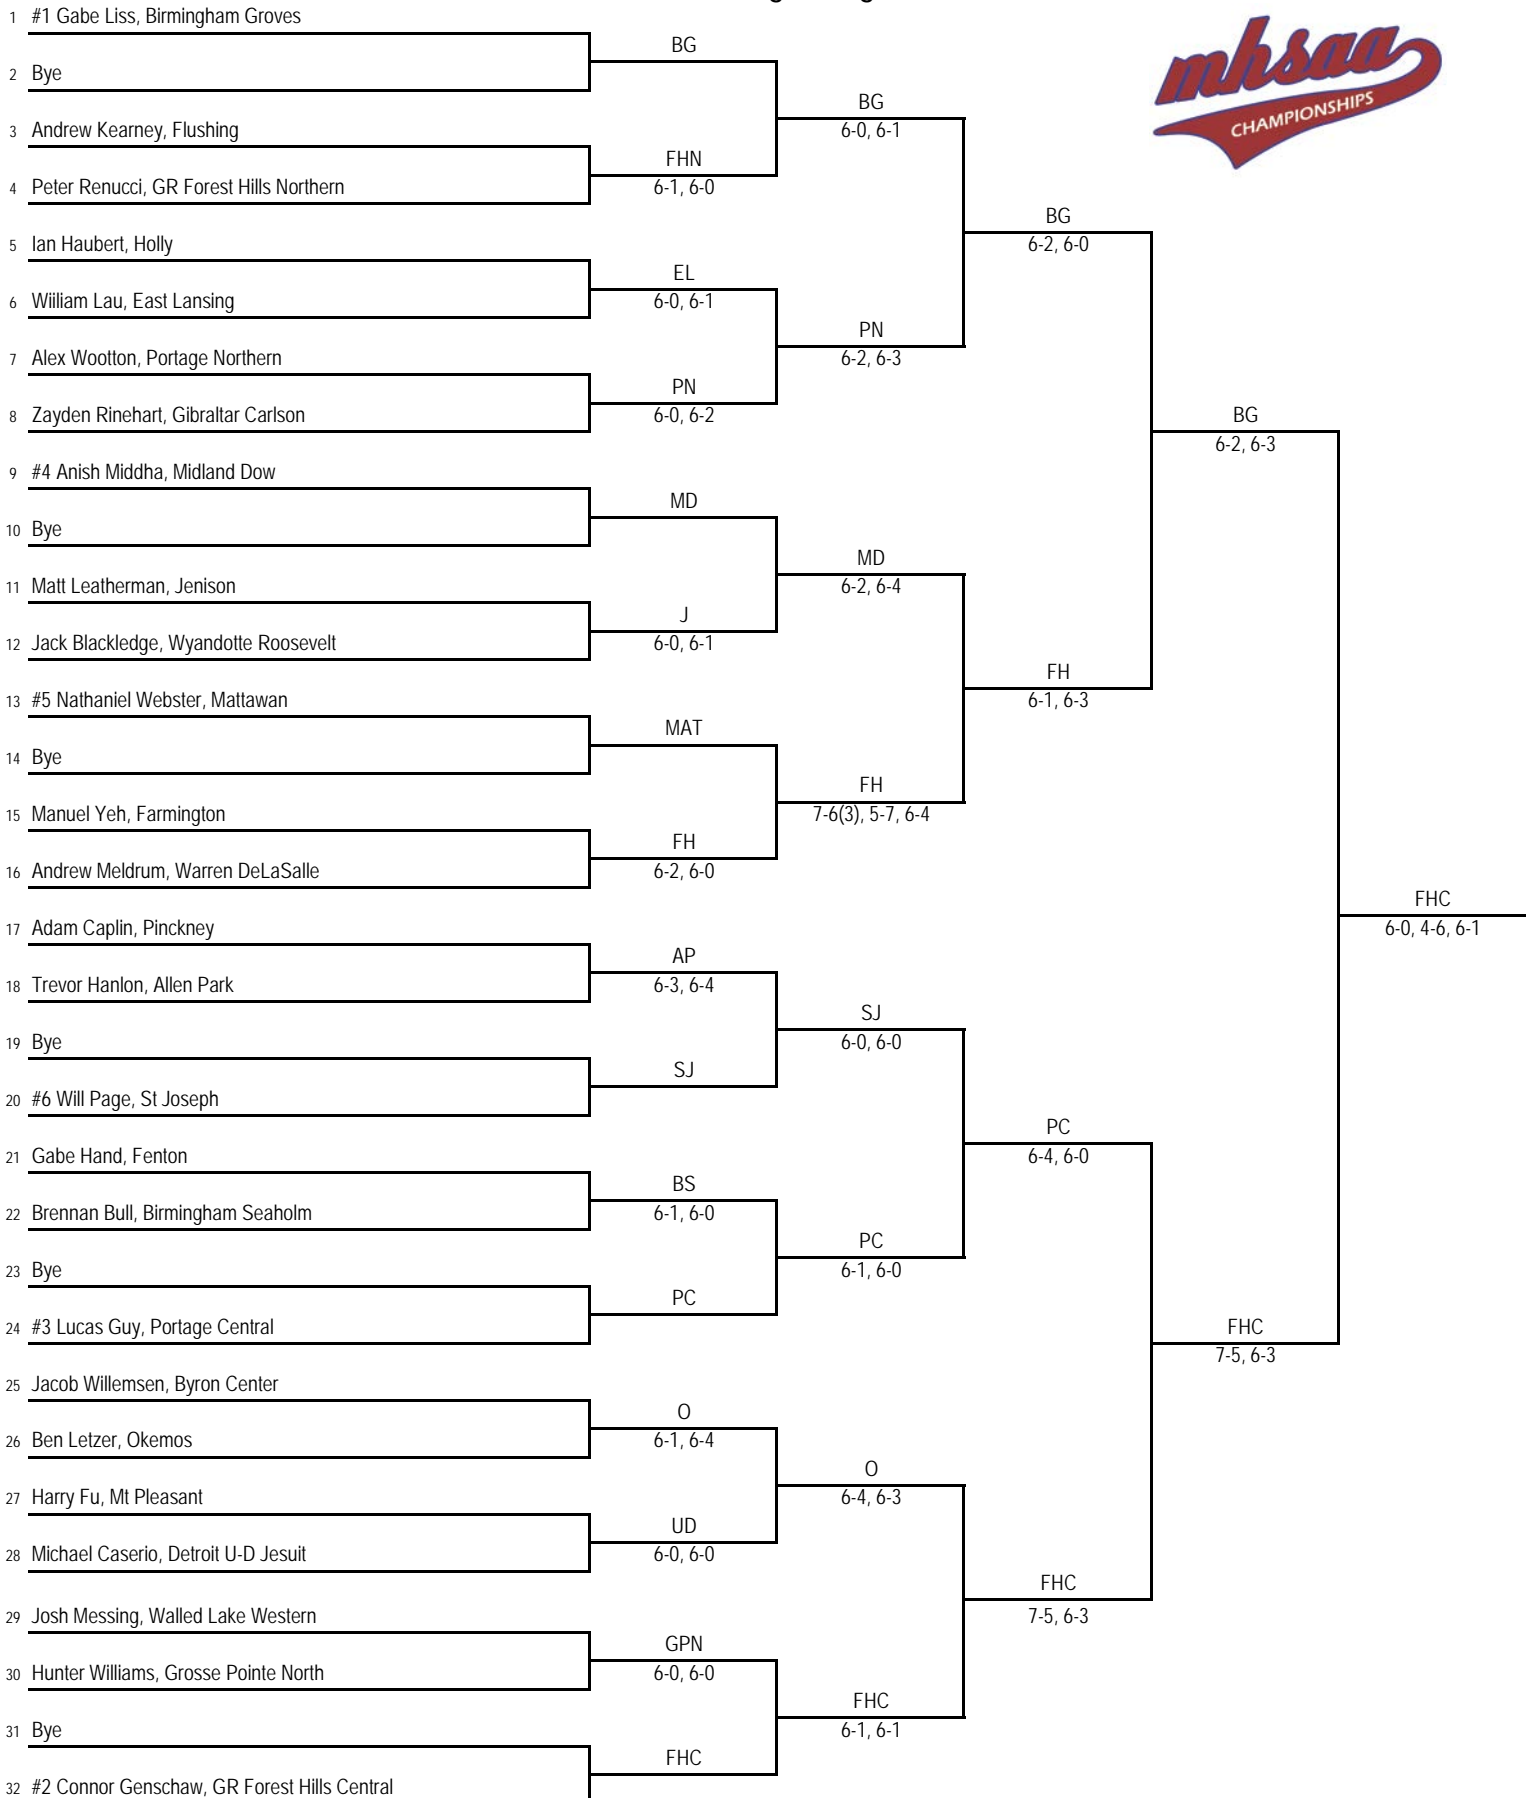 1 #1 Gabe Liss, Birmingham Groves
BG
2 Bye
BG
6-0, 6-1
3 Andrew Kearney, Flushing
FHN
6-1, 6-0
4 Peter Renucci, GR Forest Hills Northern
BG
6-2, 6-0
5 Ian Haubert, Holly
EL
6-0, 6-1
6 Wiiliam Lau, East Lansing
PN
6-2, 6-3
7 Alex Wootton, Portage Northern
PN
6-0, 6-2
8 Zayden Rinehart, Gibraltar Carlson
BG
6-2, 6-3
9 #4 Anish Middha, Midland Dow
MD
10 Bye
MD
6-2, 6-4
11 Matt Leatherman, Jenison
J
6-0, 6-1
12 Jack Blackledge, Wyandotte Roosevelt
FH
6-1, 6-3
13 #5 Nathaniel Webster, Mattawan
MAT
14 Bye
FH
7-6(3), 5-7, 6-4
15 Manuel Yeh, Farmington
FH
6-2, 6-0
16 Andrew Meldrum, Warren DeLaSalle
FHC
6-0, 4-6, 6-1
17 Adam Caplin, Pinckney
AP
6-3, 6-4
18 Trevor Hanlon, Allen Park
SJ
6-0, 6-0
19 Bye
SJ
20 #6 Will Page, St Joseph
PC
6-4, 6-0
21 Gabe Hand, Fenton
BS
6-1, 6-0
22 Brennan Bull, Birmingham Seaholm
PC
6-1, 6-0
23 Bye
PC
24 #3 Lucas Guy, Portage Central
FHC
7-5, 6-3
25 Jacob Willemsen, Byron Center
O
6-1, 6-4
26 Ben Letzer, Okemos
O
6-4, 6-3
27 Harry Fu, Mt Pleasant
UD
6-0, 6-0
28 Michael Caserio, Detroit U-D Jesuit
FHC
7-5, 6-3
29 Josh Messing, Walled Lake Western
GPN
6-0, 6-0
30 Hunter Williams, Grosse Pointe North
FHC
6-1, 6-1
31 Bye
FHC
32 #2 Connor Genschaw, GR Forest Hills Central
mhsaa
CHAMPIONSHIPS